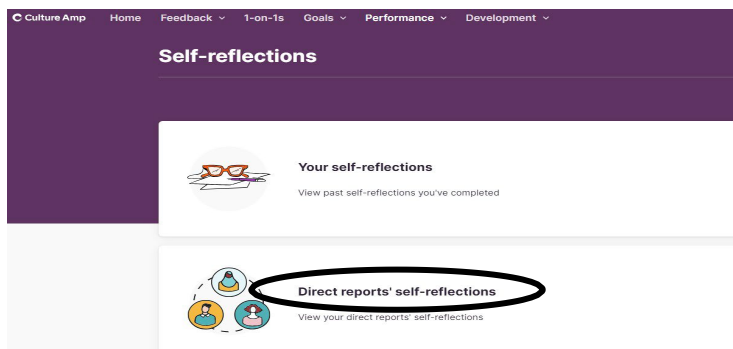 Culture Amp Home Feedback 1-on-1s Goals Performance Development
Self-reflections
Your self-reflections
View past self-reflections you've completed
Direct reports' self-reflections
View your direct reports' self-reflections